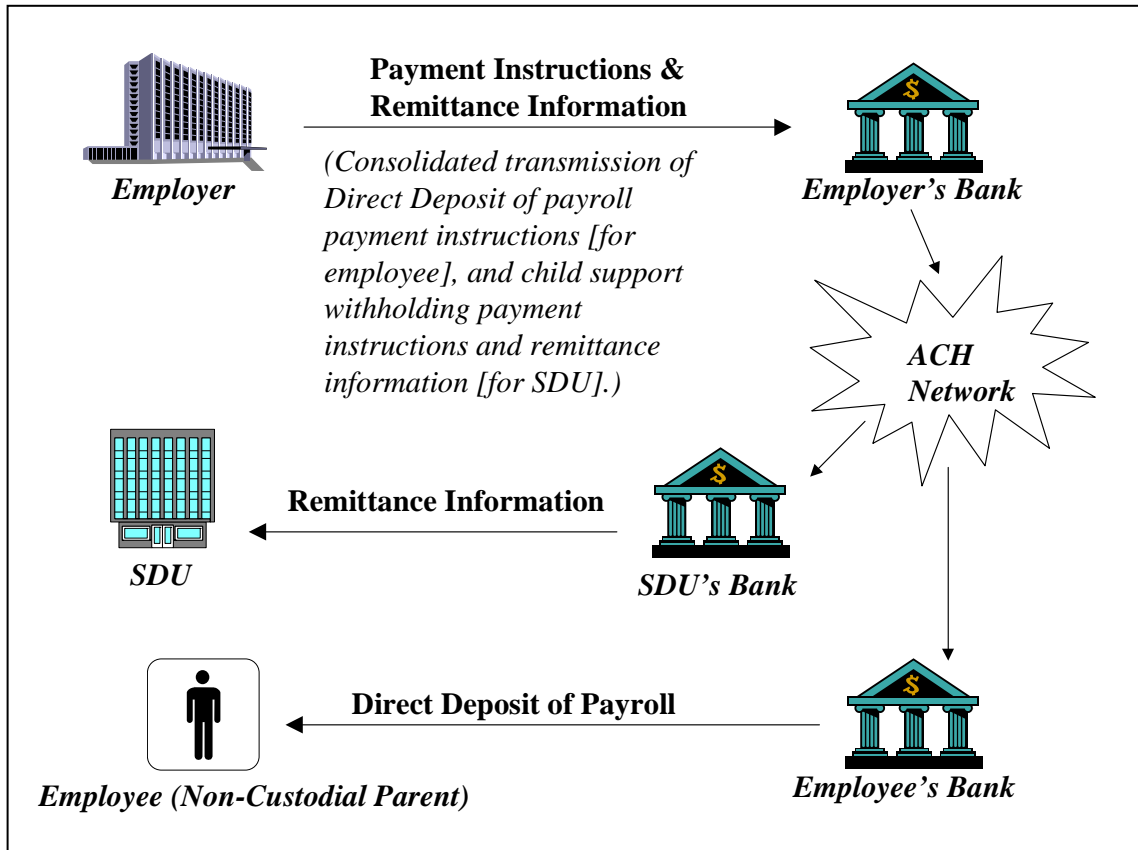 Payment Instructions &
Remittance Information
$
Employer
(Consolidated transmission of
Direct Deposit of payroll
payment instructions [for
employee], and child support
withholding payment
instructions and remittance
information [for SDU].)
Employer's Bank
ACH
Network
Remittance Information
$
SDU
SDU's Bank
Direct Deposit of Payroll
$
Employee (Non-Custodial Parent)
Employee's Bank